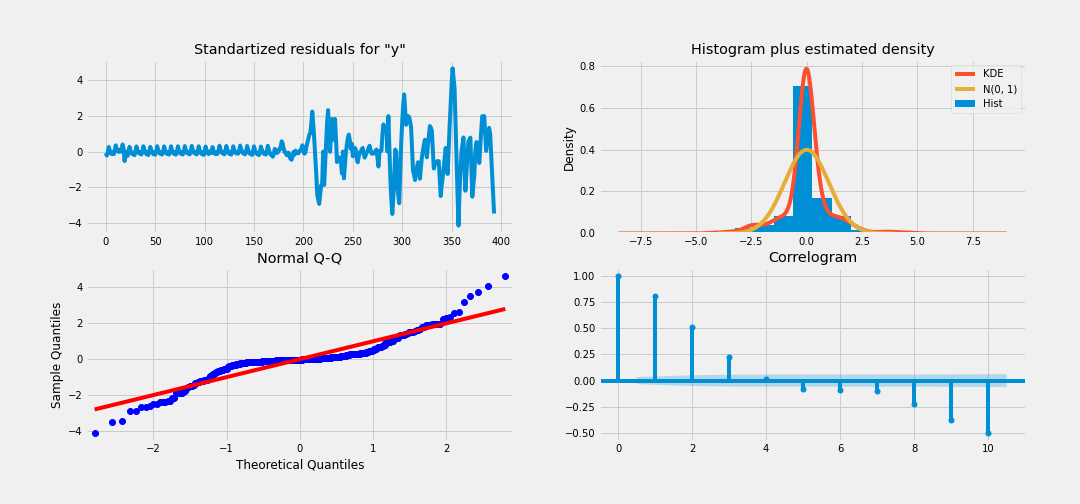 Standartized residuals for "y"
4
2
0
−2
−4
0 50 100 150 200 250 300 350 400
Histogram plus estimated density
Density
0.8
0.6
0.4
0.2
0.0
−7.5 −5.0 −2.5 0.0 2.5 5.0 7.5
KDE
N(0, 1)
Hist
Normal Q-Q
Sample Quantiles
4
2
0
−2
−4
−2 −1 0 1 2
Theoretical Quantiles
Correlogram
1.00
0.75
0.50
0.25
0.00
−0.25
−0.50
0 2 4 6 8 10